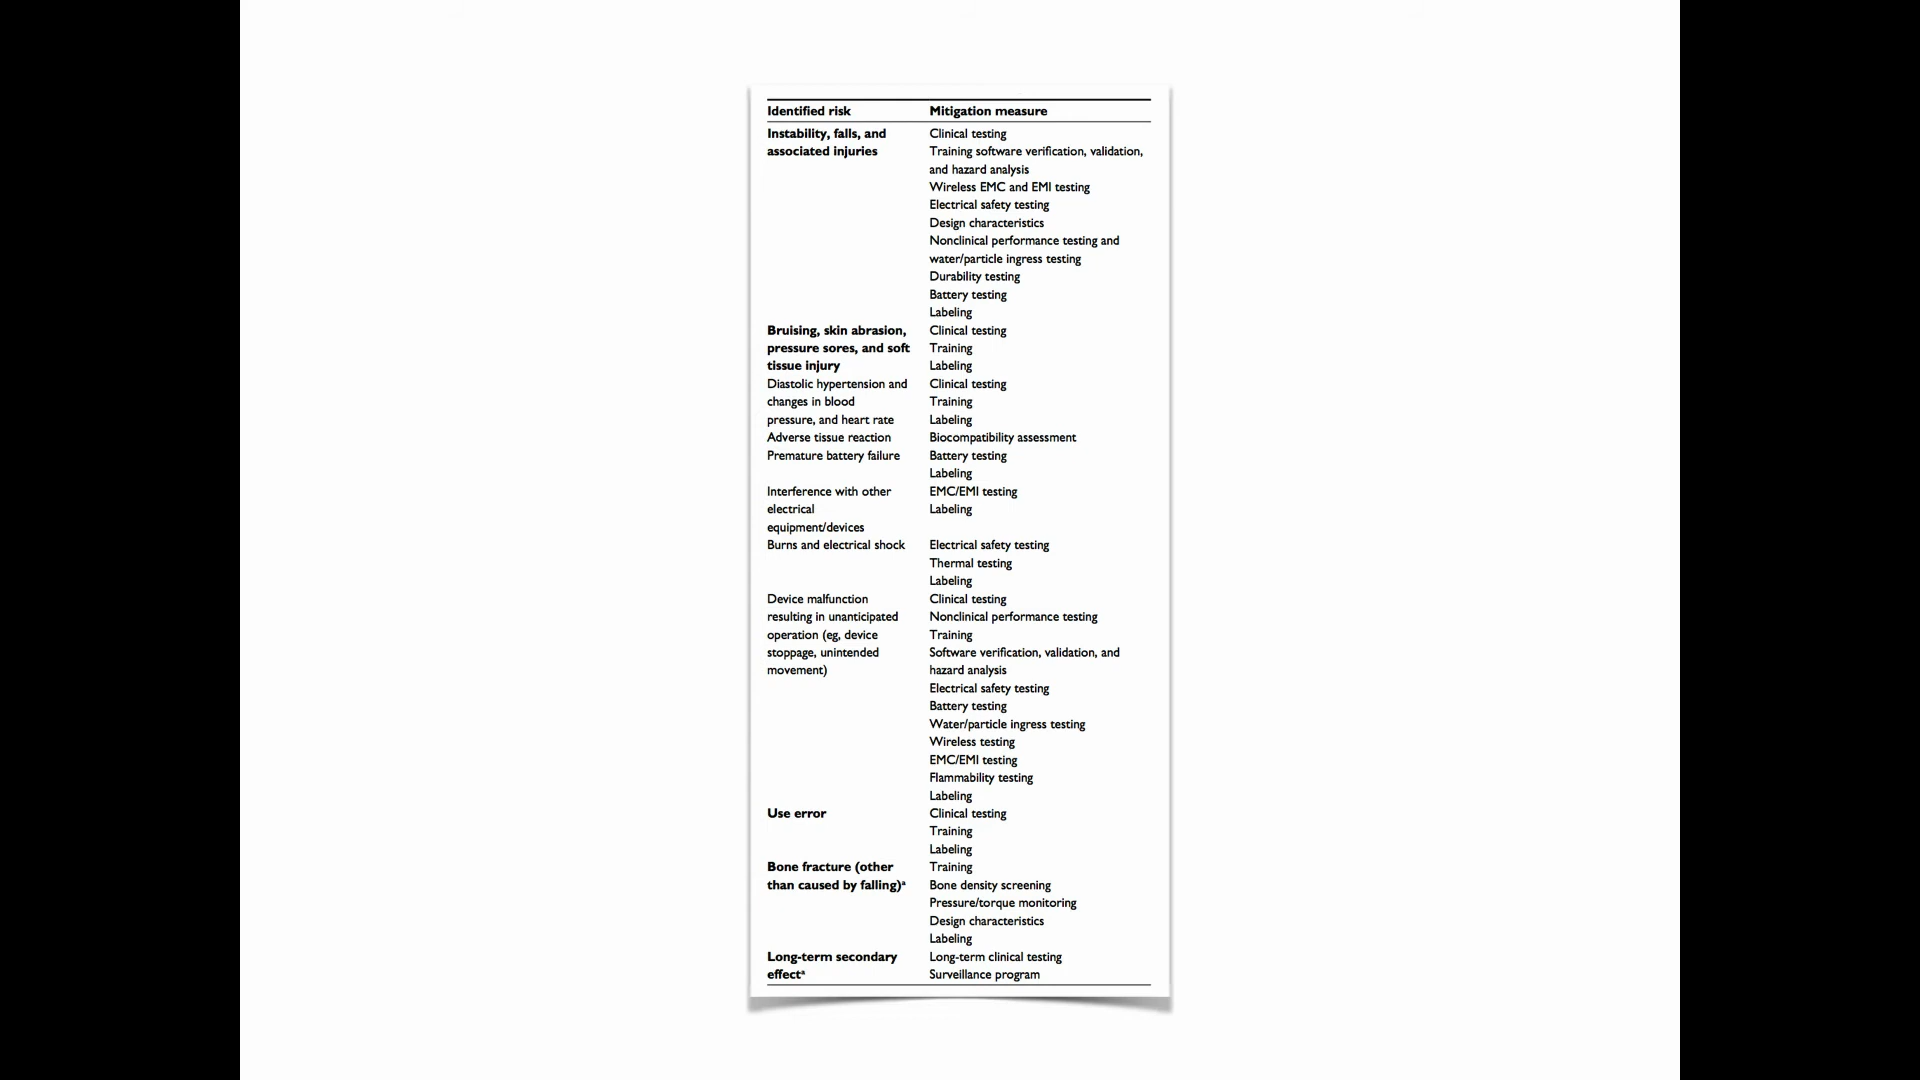 Identified risk Mitigation measure
Instability, falls, and Clinical testing
associated injuries Training software verification, validation,
and hazard analysis
Wireless EMC and EMI testing
Electrical safety testing
Design characteristics
Nonclinical performance testing and
water/particle ingress testing
Durability testing
Battery testing
Labeling
Bruising, skin abrasion, Clinical testing
pressure sores, and soft Training
tissue injury Labeling
Diastolic hypertension and Clinical testing
changes in blood Training
pressure, and heart rate Labeling
Adverse tissue reaction Biocompatibility assessment
Premature battery failure Battery testing
Labeling
Interference with other EMC/EMI testing
electrical Labeling
equipment/devices
Burns and electrical shock Electrical safety testing
Thermal testing
Labeling
Device malfunction Clinical testing
resulting in unanticipated Nonclinical performance testing
operation (eg, device Training
stoppage, unintended Software verification, validation, and
movement) hazard analysis
Electrical safety testing
Battery testing
Water/particle ingress testing
Wireless testing
EMC/EMI testing
Flammability testing
Labeling
Use error Clinical testing
Training
Labeling
Bone fracture (other Training
than caused by falling)ᵃ Bone density screening
Pressure/torque monitoring
Design characteristics
Labeling
Long-term secondary Long-term clinical testing
effectᵃ Surveillance program